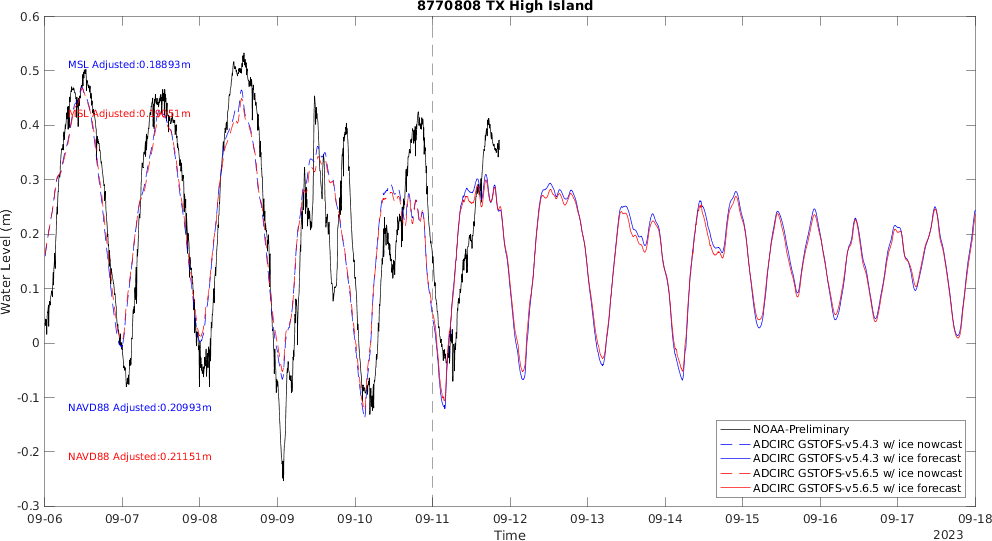 8770808 TX High Island
0.6
0.5
0.4
0.3
0.2
0.1
0
-0.1
-0.2
-0.3
Water Level (m)
MSL Adjusted:0.18893m
MSL
NAVD88 Adjusted:0.20993m
NAVD88 Adjusted:0.21151m
NOAA-Preliminary
ADCIRC GSTOFS-v5.4.3 w/ ice nowcast
ADCIRC GSTOFS-v5.4.3 w/ ice forecast
ADCIRC GSTOFS-v5.6.5 w/ ice nowcast
ADCIRC GSTOFS-v5.6.5 w/ ice forecast
09-06 09-07 09-08 09-09 09-10 09-11 09-12 09-13 09-14 09-15 09-16 09-17 09-18
Time
2023